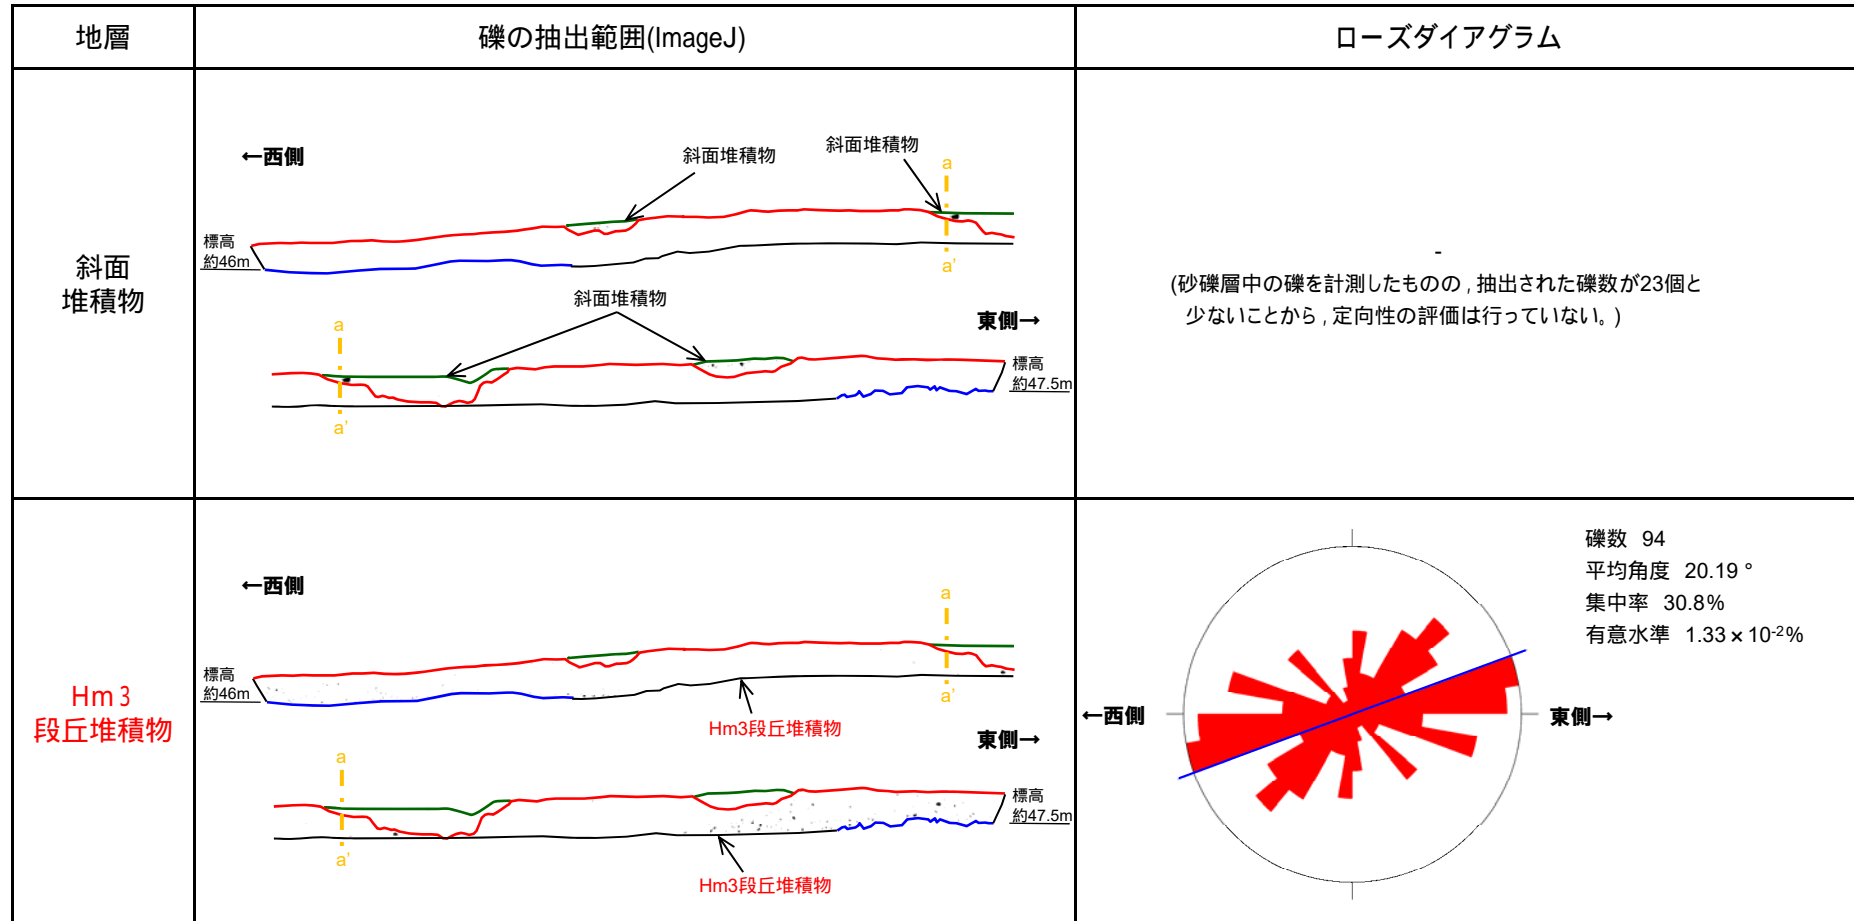 地層
礫の抽出範囲(ImageJ)
ローズダイアグラム
斜面
堆積物
←西側
斜面堆積物
斜面堆積物
a
標高
約46m
a'
斜面堆積物
東側→
a
標高
約47.5m
a'
-
(砂礫層中の礫を計測したものの，抽出された礫数が23個と
少ないことから，定向性の評価は行っていない。)
Hm3
段丘堆積物
←西側
a
標高
約46m
a'
Hm3段丘堆積物
東側→
a
標高
約47.5m
a'
Hm3段丘堆積物
礫数 94
平均角度 20.19 °
集中率 30.8%
有意水準 1.33×10-2%
←西側
東側→